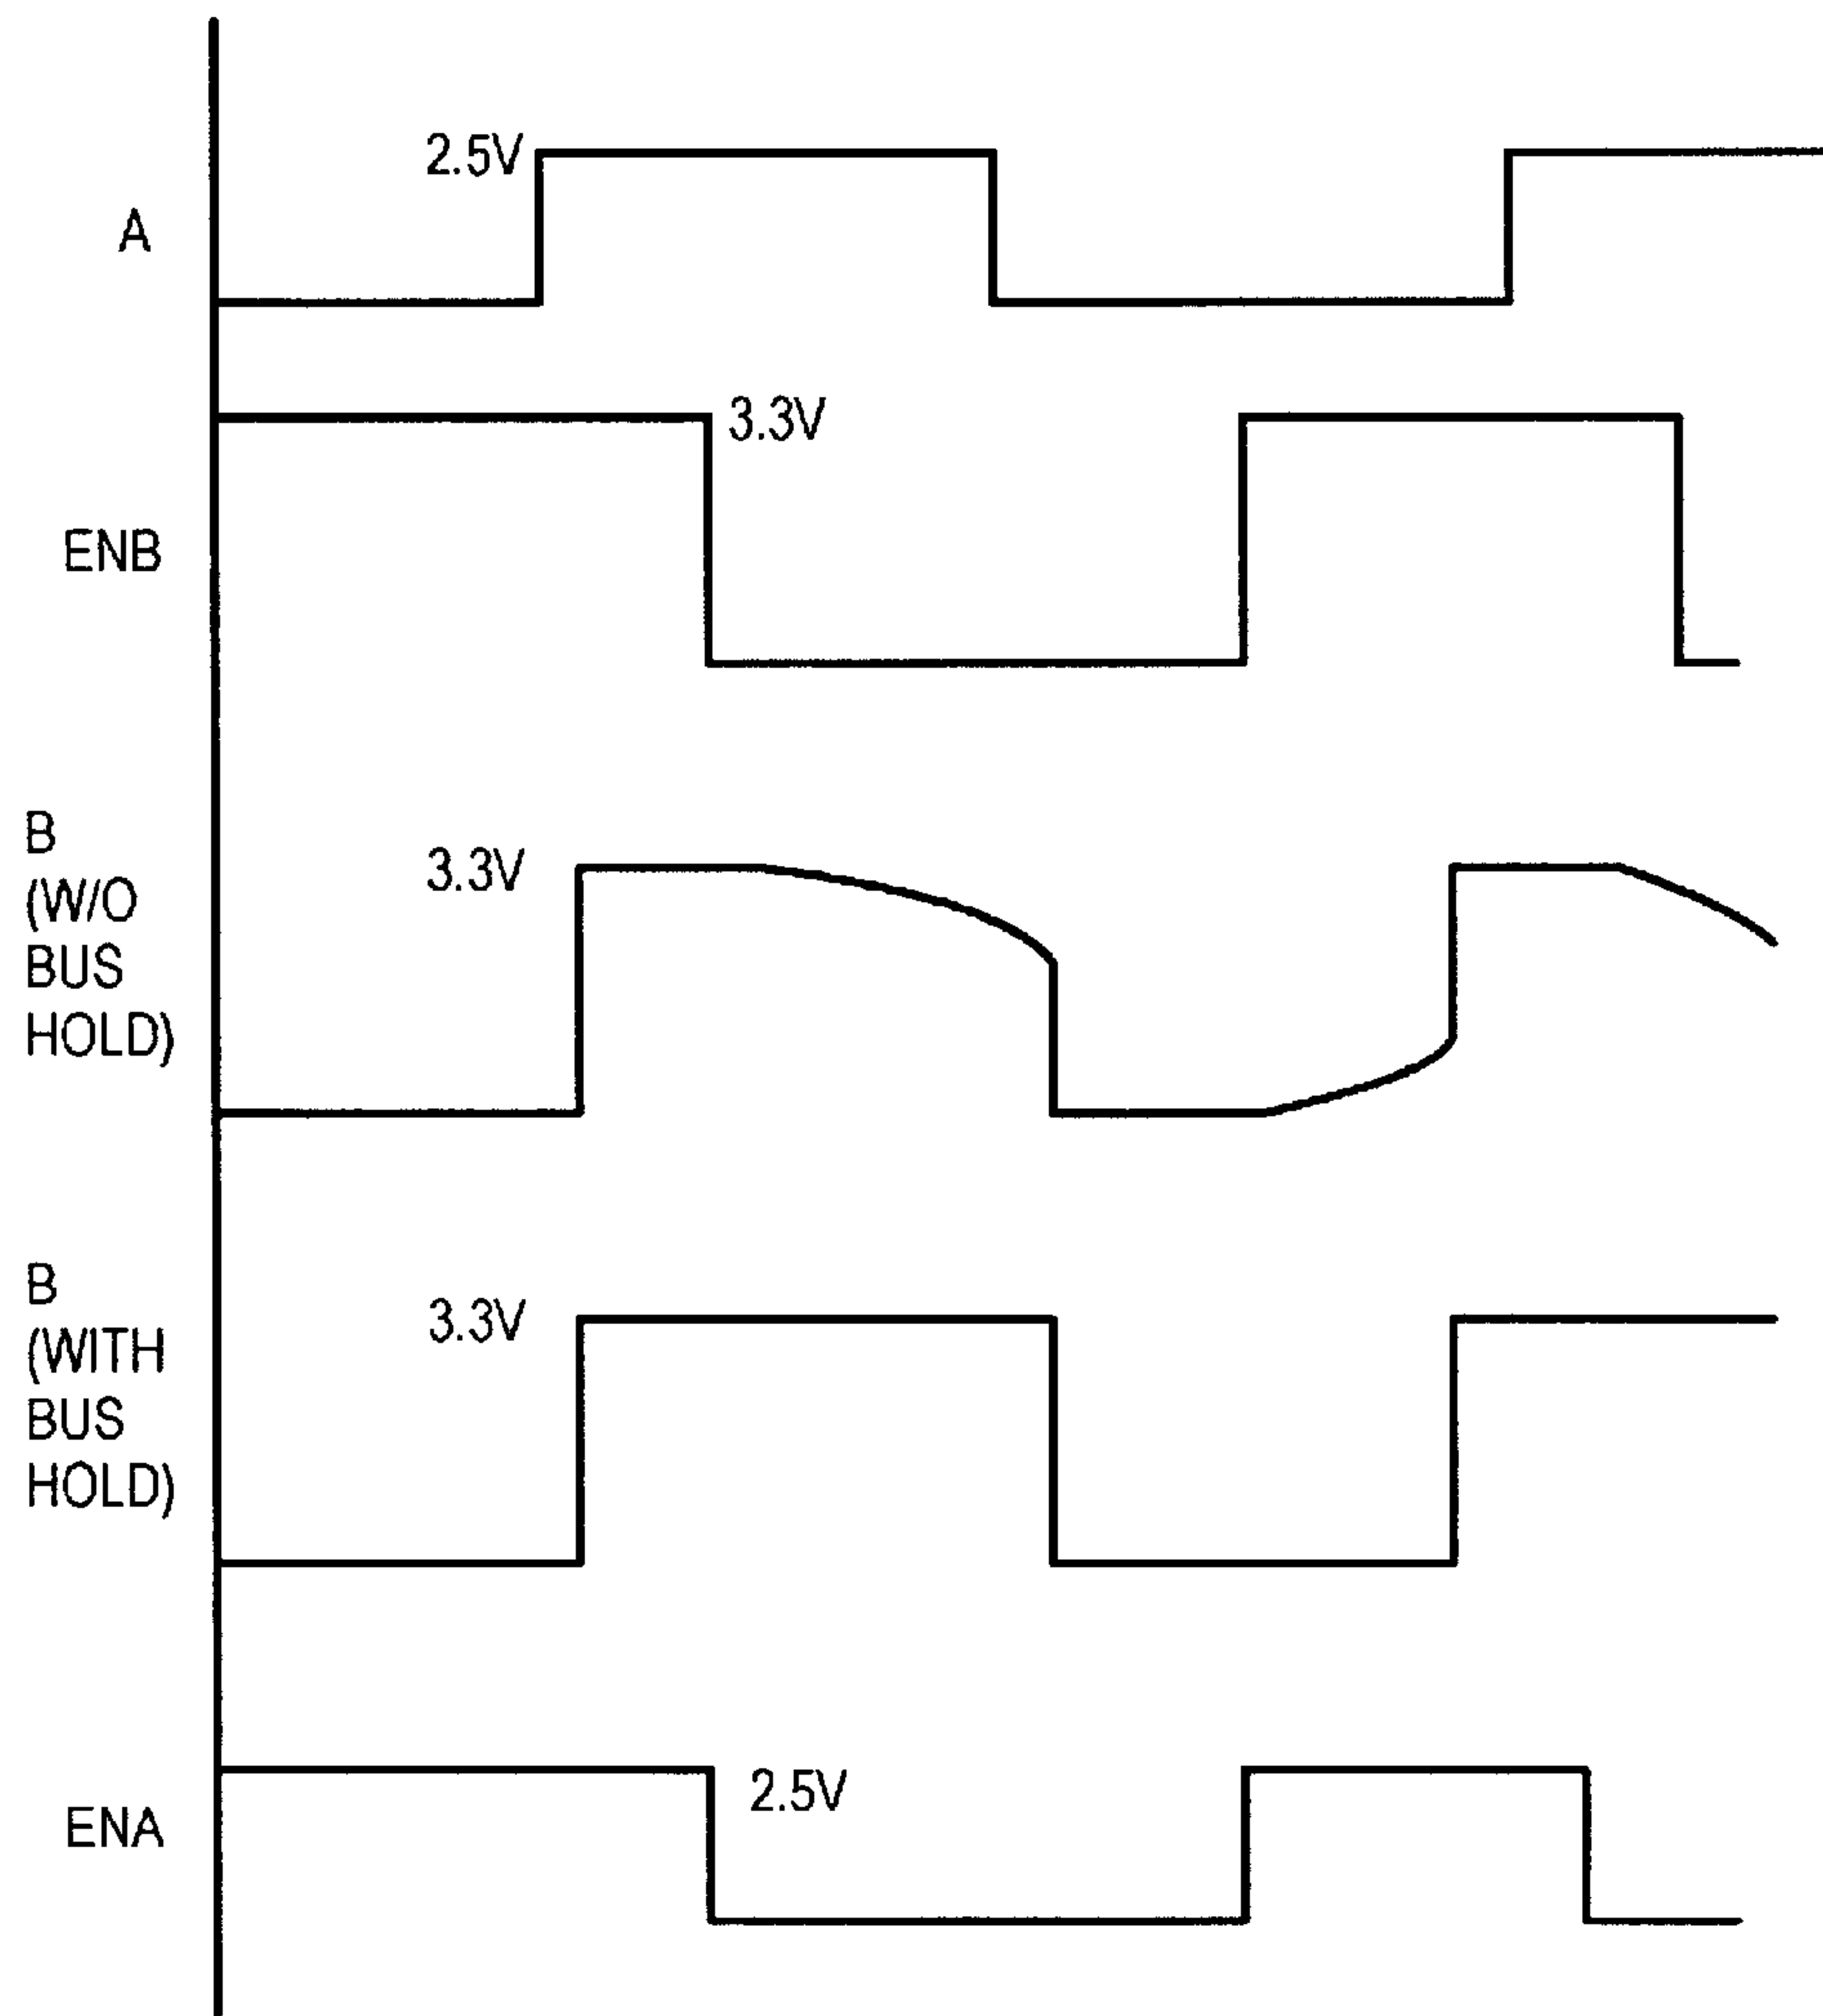 2.5V
A
3.3V
ENB
B
(W/O
BUS
HOLD)
3.3V
B
(WITH
BUS
HOLD)
3.3V
2.5V
ENA